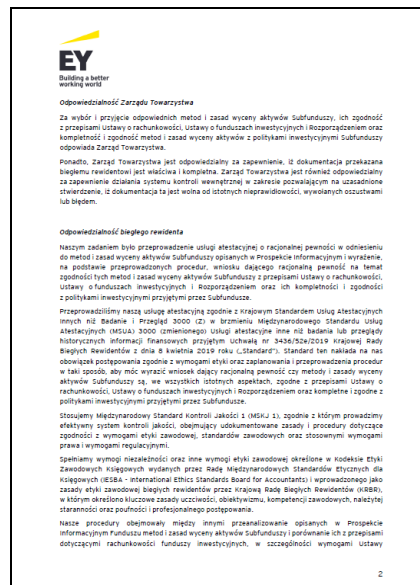 EY
Building a better
working world
Odpowiedzialność Zarządu Towarzystwa
Za wybór i przyjęcie odpowiednich metod i zasad wyceny aktywów Subfunduszy, ich zgodność
z przepisami Ustawy o rachunkowości, Ustawy o funduszach inwestycyjnych i Rozporządzeniem oraz
kompletność i zgodność metod i zasad wyceny aktywów z politykami inwestycyjnymi Subfunduszy
odpowiada Zarząd Towarzystwa.
Ponadto, Zarząd Towarzystwa jest odpowiedzialny za zapewnienie, iż dokumentacja przekazana
biegłemu rewidentowi jest właściwa i kompletna. Zarząd Towarzystwa jest również odpowiedzialny
za zapewnienie działania systemu kontroli wewnętrznej w zakresie pozwalającym na uzasadnione
stwierdzenie, iż dokumentacja ta jest wolna od istotnych nieprawidłowości, wywołanych oszustwami
lub błędem.
Odpowiedzialność biegłego rewidenta
Naszym zadaniem było przeprowadzenie usługi atestacyjnej o racjonalnej pewności w odniesieniu
do metod i zasad wyceny aktywów Subfunduszy opisanych w Prospekcie Informacyjnym i wyrażenie,
na podstawie przeprowadzonych procedur, wniosku dającego racjonalną pewność na temat
zgodności tych metod i zasad wyceny aktywów Subfunduszy z przepisami Ustawy o rachunkowości,
Ustawy o funduszach inwestycyjnych i Rozporządzeniem oraz ich kompletności i zgodności
z politykami inwestycyjnymi przyjętymi przez Subfundusze.
Przeprowadziliśmy naszą usługę atestacyjną zgodnie z Krajowym Standardem Usług Atestacyjnych
Innych niż Badanie i Przegląd 3000 (Z) w brzmieniu Międzynarodowego Standardu Usług
Atestacyjnych (MSUA) 3000 (zmienionego) Usługi atestacyjne inne niż badania lub przeglądy
historycznych informacji finansowych przyjętym Uchwałą nr 3436/52e/2019 Krajowej Rady
Biegłych Rewidentów z dnia 8 kwietnia 2019 roku („Standard”). Standard ten nakłada na nas
obowiązek postępowania zgodnie z wymogami etyki oraz zaplanowania i przeprowadzenia procedur
w taki sposób, aby móc wyrazić wniosek dający racjonalną pewność czy metody i zasady wyceny
aktywów Subfunduszy są, we wszystkich istotnych aspektach, zgodne z przepisami Ustawy o
rachunkowości, Ustawy o funduszach inwestycyjnych i Rozporządzeniem oraz kompletne i zgodne z
politykami inwestycyjnymi przyjętymi przez Subfundusze.
Stosujemy Międzynarodowy Standard Kontroli Jakości 1 (MSKJ 1), zgodnie z którym prowadzimy
efektywny system kontroli jakości, obejmujący udokumentowane zasady i procedury dotyczące
zgodności z wymogami etyki zawodowej, standardów zawodowych oraz stosownymi wymogami
prawa i wymogami regulacyjnymi.
Spełniamy wymogi niezależności oraz inne wymogi etyki zawodowej określone w Kodeksie Etyki
Zawodowych Księgowych wydanych przez Radę Międzynarodowych Standardów Etycznych dla
Księgowych (IESBA - International Ethics Standards Board for Accountants) i wprowadzonego jako
zasady etyki zawodowej biegłych rewidentów przez Krajową Radę Biegłych Rewidentów (KRBR),
w którym określono kluczowe zasady uczciwości, obiektywizmu, kompetencji zawodowych, należytej
staranności oraz poufności i profesjonalnego postępowania.
Nasze procedury obejmowały między innymi przeanalizowanie opisanych w Prospekcie
Informacyjnym Funduszu metod i zasad wyceny aktywów Subfunduszy i porównanie ich z przepisami
dotyczącymi rachunkowości funduszy inwestycyjnych, w szczególności wymogami Ustawy
2